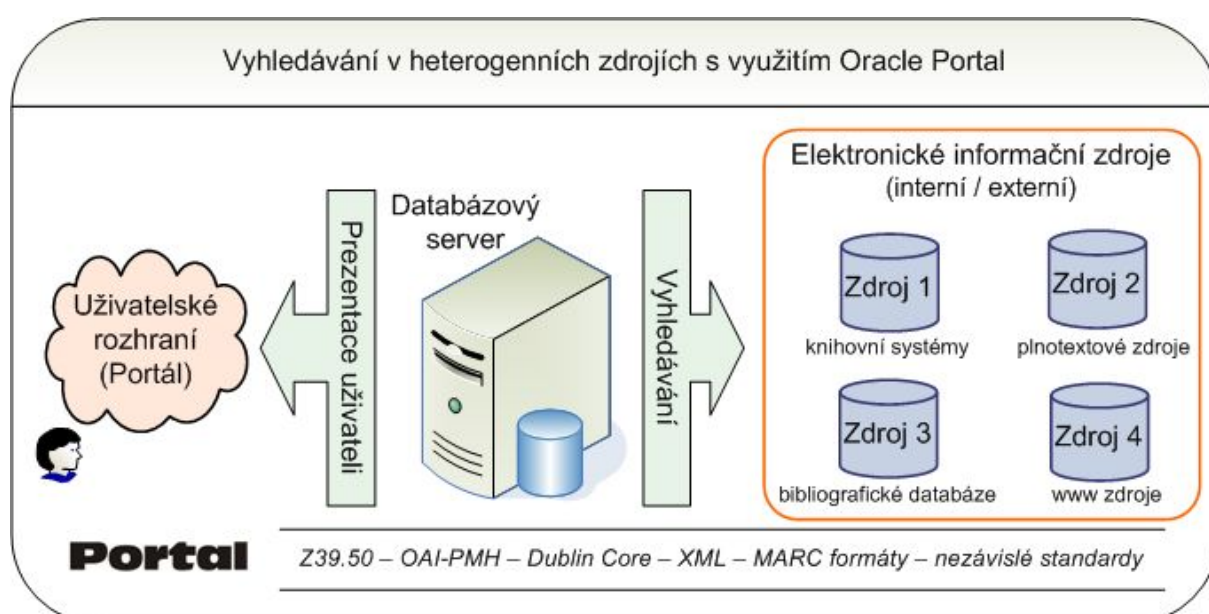 Vyhledávání v heterogenních zdrojích s využitím Oracle Portal
Uživatelské
rozhraní
(Portál)
Prezentace uživateli
Databázový
server
Vyhledávání
Elektronické informační zdroje
(interní / externí)
Zdroj 1
knihovní systémy
Zdroj 2
plnotextové zdroje
Zdroj 3
bibliografické databáze
Zdroj 4
www zdroje
Portal
Z39.50 – OAI-PMH – Dublin Core – XML – MARC formáty – nezávislé standardy